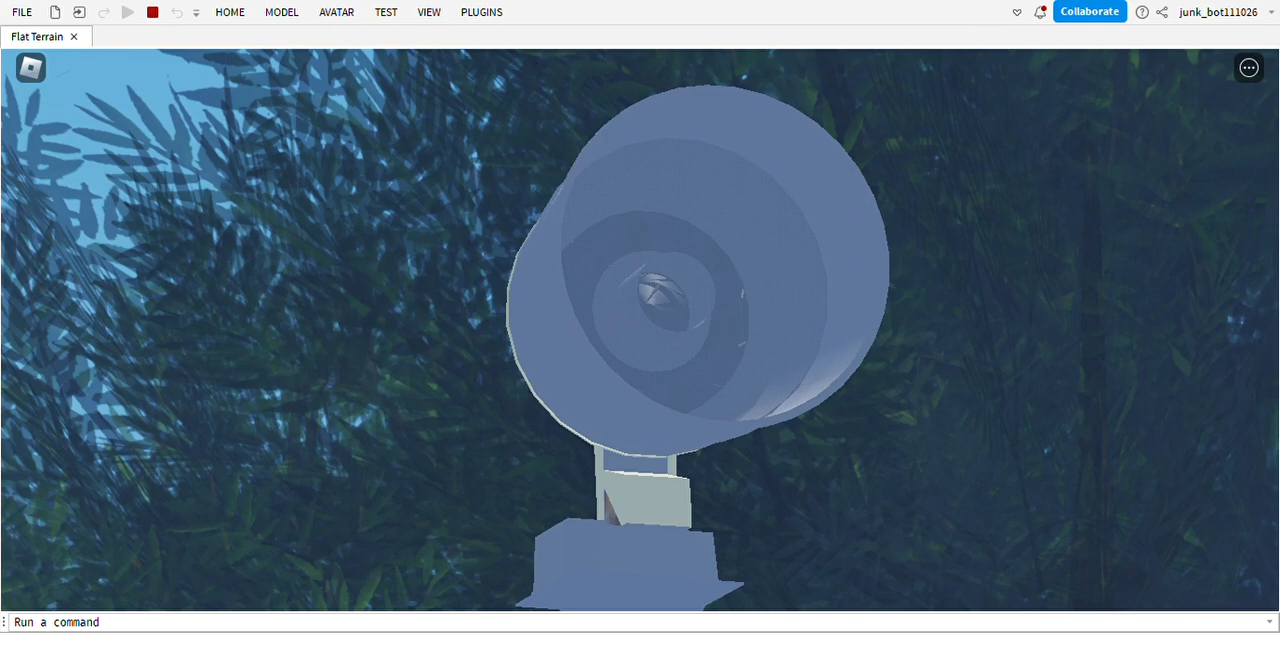 FILE HOME MODEL AVATAR TEST VIEW PLUGINS Collaborate junk_bot111026
Flat Terrain
Run a command